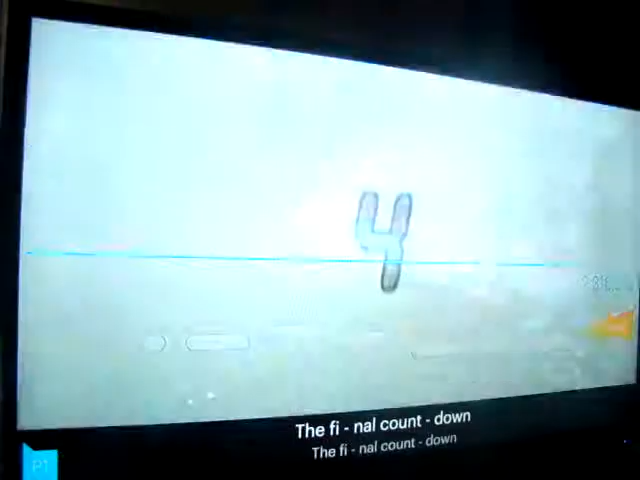 4
The fi - nal count - down
The fi - nal count - down
P1